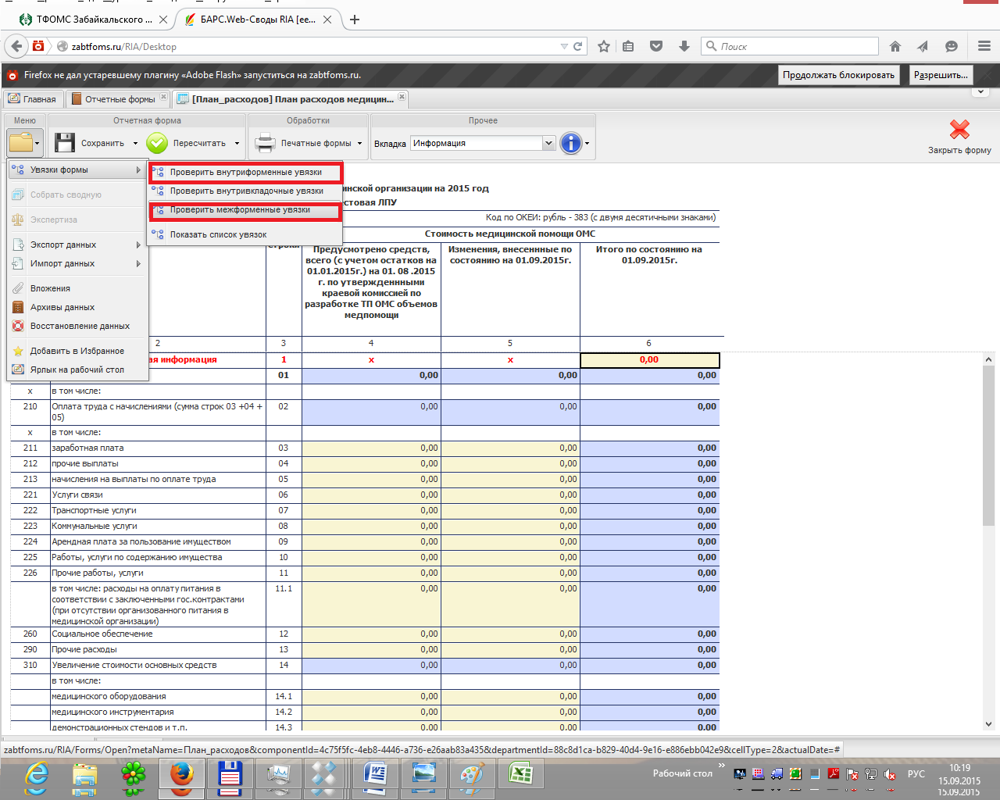 ТФОМС Забайкальского ...
БАРС.Web-Своды RIA [ее...
zabtfoms.ru/RIA/Desktop
Поиск
Firefox не дал устаревшему плагину «Adobe Flash» запуститься на zabtfoms.ru.
Продолжать блокировать
Разрешить...
Главная
Отчетные формы
[План_расходов] План расходов медицин...
Меню
Отчетная форма
Обработки
Прочее
Сохранить
Пересчитать
Печатные формы
Вкладка
Информация
Закрыть форму
Увязки формы
Собрать сводную
Экспертиза
Экспорт данных
Импорт данных
Вложения
Архивы данных
Восстановление данных
Добавить в Избранное
Ярлык на рабочий стол
Проверить внутриформенные увязки
Проверить внутривкладочные увязки
Проверить межформенные увязки
Показать список увязок
инской организации на 2015 год
стовая ЛПУ
Код по ОКЕИ: рубль - 383 (с двумя десятичными знаками)
Стоимость медицинской помощи ОМС
Предусмотрено средств, всего (с учетом остатков на 01.01.2015г.) на 01. 08 .2015 г. по утвержденнными краевой комиссией по разработке ТП ОМС объемов медпомощи
Изменения, внесеннные по состоянию на 01.09.2015г.
Итого по состоянию на 01.09.2015г.
2 3 4 5 6
ая информация 1 x x 0,00
01 0,00 0,00 0,00
x в том числе:
210 Оплата труда с начислениями (сумма строк 03 +04 + 05) 02 0,00 0,00 0,00
x в том числе:
211 заработная плата 03 0,00 0,00 0,00
212 прочие выплаты 04 0,00 0,00 0,00
213 начисления на выплаты по оплате труда 05 0,00 0,00 0,00
221 Услуги связи 06 0,00 0,00 0,00
222 Транспортные услуги 07 0,00 0,00 0,00
223 Коммунальные услуги 08 0,00 0,00 0,00
224 Арендная плата за пользование имуществом 09 0,00 0,00 0,00
225 Работы, услуги по содержанию имущества 10 0,00 0,00 0,00
226 Прочие работы, услуги 11 0,00 0,00 0,00
в том числе: расходы на оплату питания в соответствии с заключенными гос.контрактами (при отсутствии организованного питания в медицинской организации) 11.1 0,00 0,00 0,00
260 Социальное обеспечение 12 0,00 0,00 0,00
290 Прочие расходы 13 0,00 0,00 0,00
310 Увеличение стоимости основных средств 14 0,00 0,00 0,00
в том числе:
медицинского оборудования 14.1 0,00 0,00 0,00
медицинского инструментария 14.2 0,00 0,00 0,00
демонстрационных стендов и т.п. 14.3 0,00 0,00 0,00
zabtfoms.ru/RIA/Forms/Open?metaName=План_расходов&componentId=4c75f5fc-4eb8-4446-a736-e26aab83a435&departmentId=88c8d1ca-b829-40d4-9e16-e886ebb042e9&cellType=2&actualDate=#
Рабочий стол
РУС
10:19
15.09.2015
15.09.2015